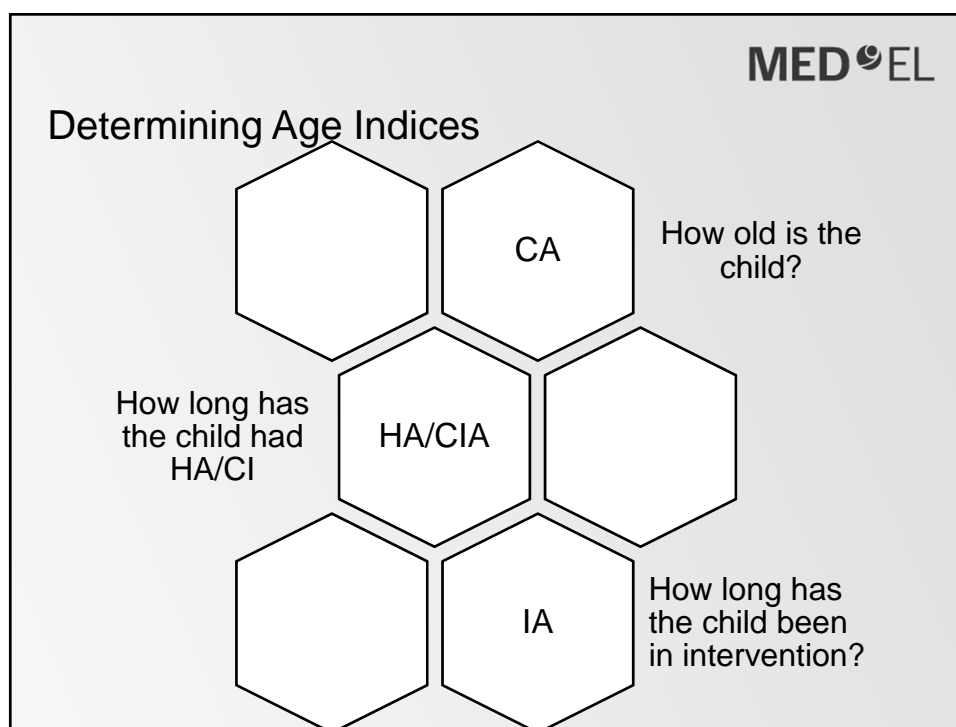 MED EL
Determining Age Indices
CA
How old is the
child?
How long has
the child had
HA/CI
HA/CIA
IA
How long has
the child been
in intervention?